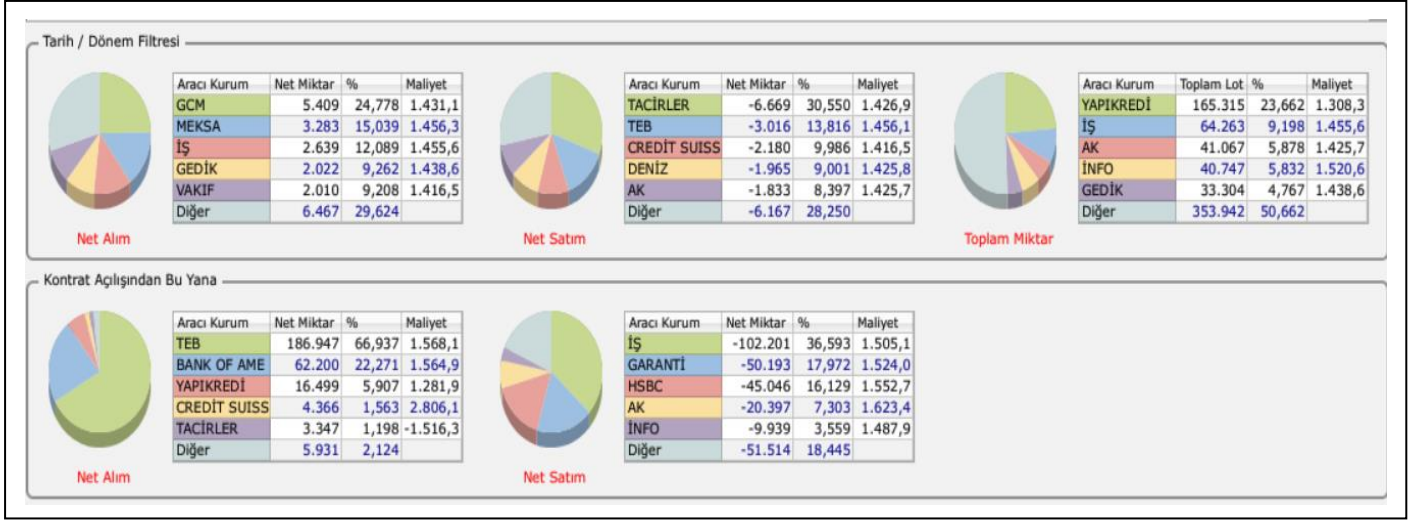 Tarih / Dönem Filtresi
Aracı Kurum Net Miktar % Maliyet
GCM 5.409 24,778 1.431,1
MEKSA 3.283 15,039 1.456,3
İŞ 2.639 12,089 1.455,6
GEDİK 2.022 9,262 1.438,6
VAKIF 2.010 9,208 1.416,5
Diğer 6.467 29,624
Net Alım
Aracı Kurum Net Miktar % Maliyet
TACİRLER -6.669 30,550 1.426,9
TEB -3.016 13,816 1.456,1
CREDİT SUISS -2.180 9,986 1.416,5
DENİZ -1.965 9,001 1.425,8
AK -1.833 8,397 1.425,7
Diğer -6.167 28,250
Net Satım
Aracı Kurum Toplam Lot % Maliyet
YAPIKREDİ 165.315 23,662 1.308,3
İŞ 64.263 9,198 1.455,6
AK 41.067 5,878 1.425,7
İNFO 40.747 5,832 1.520,6
GEDİK 33.304 4,767 1.438,6
Diğer 353.942 50,662
Toplam Miktar
Kontrat Açılışından Bu Yana
Aracı Kurum Net Miktar % Maliyet
TEB 186.947 66,937 1.568,1
BANK OF AME 62.200 22,271 1.564,9
YAPIKREDİ 16.499 5,907 1.281,9
CREDİT SUISS 4.366 1,563 2.806,1
TACİRLER 3.347 1,198 -1.516,3
Diğer 5.931 2,124
Net Alım
Aracı Kurum Net Miktar % Maliyet
İŞ -102.201 36,593 1.505,1
GARANTİ -50.193 17,972 1.524,0
HSBC -45.046 16,129 1.552,7
AK -20.397 7,303 1.623,4
İNFO -9.939 3,559 1.487,9
Diğer -51.514 18,445
Net Satım